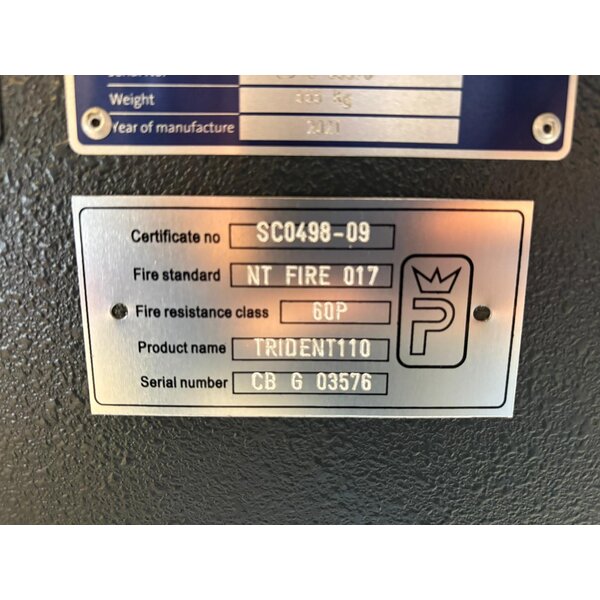 Weight Kg
Year of manufacture 2021
Certificate no SC0498-09
Fire standard NT FIRE 017
Fire resistance class 60P
Product name TRIDENT110
Serial number CB G 03576
P